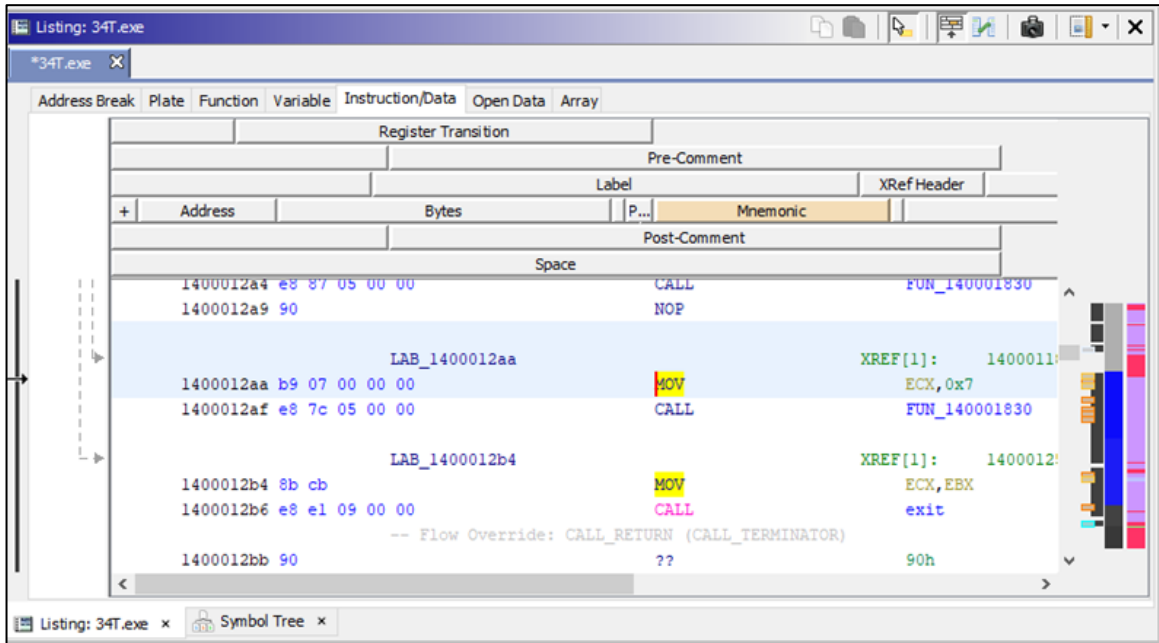 Listing: 34T.exe
*34T.exe
Address Break Plate Function Variable Instruction/Data Open Data Array
Register Transition
Pre-Comment
Label XRef Header
+ Address Bytes P... Mnemonic
Post-Comment
Space
1400012a4 e8 87 05 00 00 CALL FUN_140001830
1400012a9 90 NOP
LAB_1400012aa XREF[1]: 14000118
1400012aa b9 07 00 00 00 MOV ECX,0x7
1400012af e8 7c 05 00 00 CALL FUN_140001830
LAB_1400012b4 XREF[1]: 1400012
1400012b4 8b cb MOV ECX,EBX
1400012b6 e8 e1 09 00 00 CALL exit
-- Flow Override: CALL_RETURN (CALL_TERMINATOR)
1400012bb 90 ?? 90h
Listing: 34T.exe × Symbol Tree ×